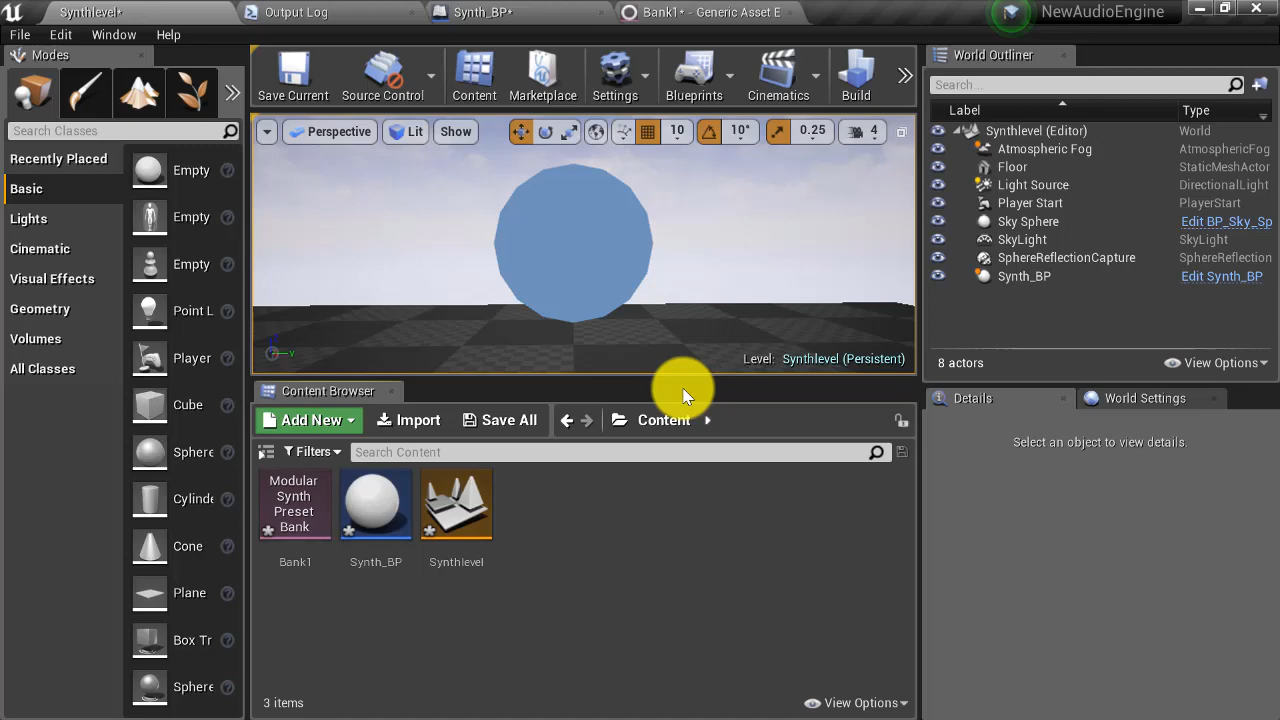 Synthlevel*
Output Log
Synth_BP*
Bank1* - Generic Asset E
NewAudioEngine
File Edit Window Help
Modes
Search Classes
Recently Placed
Basic
Lights
Cinematic
Visual Effects
Geometry
Volumes
All Classes
Empty
Empty
Empty
Point L
Player
Cube
Sphere
Cylinde
Cone
Plane
Box Tr
Sphere
Save Current
Source Control
Content
Marketplace
Settings
Blueprints
Cinematics
Build
Perspective
Lit
Show
10
10°
0.25
4
Level: Synthlevel (Persistent)
Content Browser
Add New
Import
Save All
Content
Filters
Search Content
Modular
Synth
Preset
Bank
Bank1
Synth_BP
Synthlevel
3 items
View Options
World Outliner
Search...
Label Type
Synthlevel (Editor) World
Atmospheric Fog AtmosphericFog
Floor StaticMeshActor
Light Source DirectionalLight
Player Start PlayerStart
Sky Sphere Edit BP_Sky_Sp
SkyLight SkyLight
SphereReflectionCapture SphereReflection
Synth_BP Edit Synth_BP
8 actors
View Options
Details
World Settings
Select an object to view details.